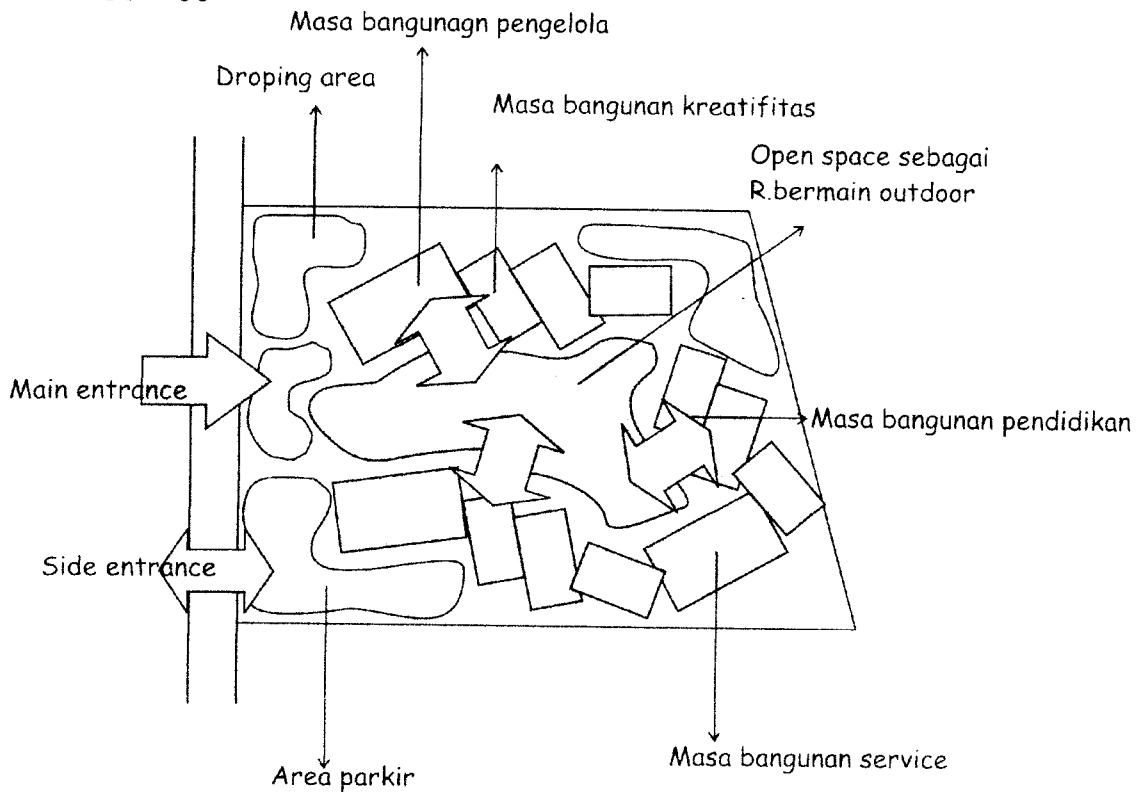 Masa bangunagn pengelola
Droping area
Masa bangunan kreatifitas
Open space sebagai
R.bermain outdoor
Main entrance
Masa bangunan pendidikan
Side entrance
Masa bangunan service
Area parkir